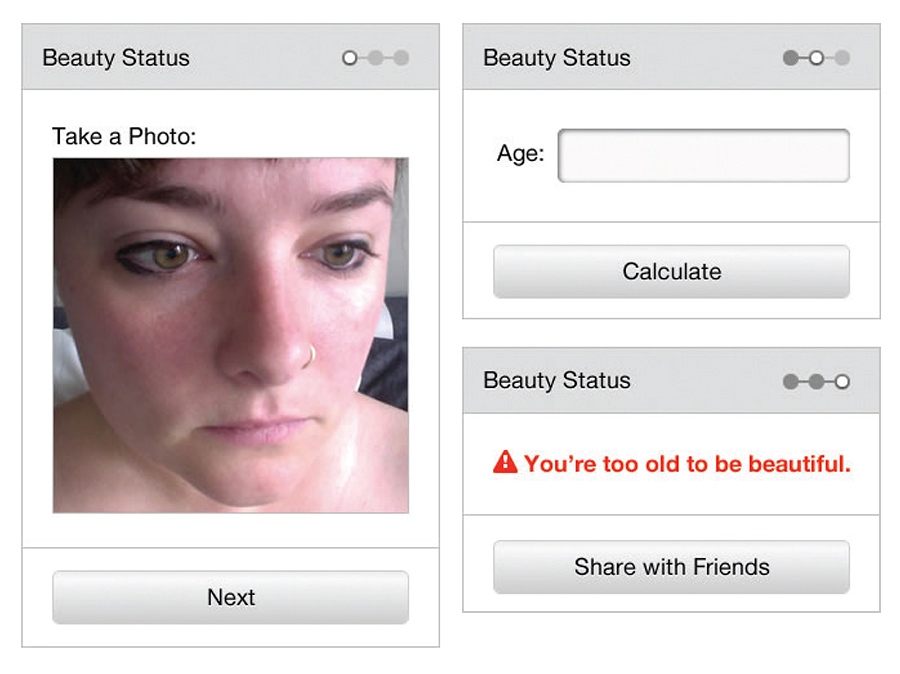 Beauty Status
Take a Photo:
Next
Beauty Status
Age:
Calculate
Beauty Status
You’re too old to be beautiful.
Share with Friends